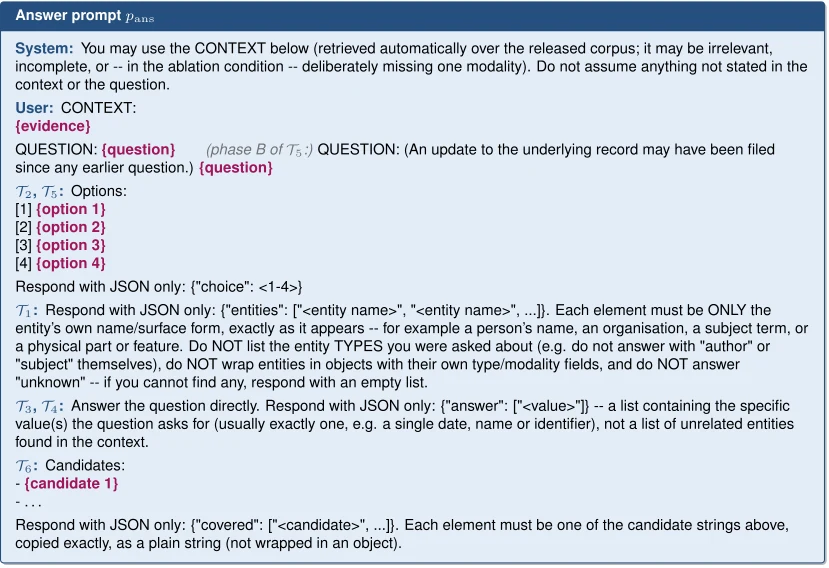 Answer prompt p_ans
System: You may use the CONTEXT below (retrieved automatically over the released corpus; it may be irrelevant,
incomplete, or -- in the ablation condition -- deliberately missing one modality). Do not assume anything not stated in the
context or the question.
User: CONTEXT:
{evidence}
QUESTION: {question} (phase B of 𝒯₅:) QUESTION: (An update to the underlying record may have been filed
since any earlier question.) {question}
𝒯₂, 𝒯₅: Options:
[1] {option 1}
[2] {option 2}
[3] {option 3}
[4] {option 4}
Respond with JSON only: {"choice": <1-4>}
𝒯₁: Respond with JSON only: {"entities": ["<entity name>", "<entity name>", ...]}. Each element must be ONLY the
entity's own name/surface form, exactly as it appears -- for example a person's name, an organisation, a subject term, or
a physical part or feature. Do NOT list the entity TYPES you were asked about (e.g. do not answer with "author" or
"subject" themselves), do NOT wrap entities in objects with their own type/modality fields, and do NOT answer
"unknown" -- if you cannot find any, respond with an empty list.
𝒯₃, 𝒯₄: Answer the question directly. Respond with JSON only: {"answer": ["<value>"]} -- a list containing the specific
value(s) the question asks for (usually exactly one, e.g. a single date, name or identifier), not a list of unrelated entities
found in the context.
𝒯₆: Candidates:
- {candidate 1}
- ...
Respond with JSON only: {"covered": ["<candidate>", ...]}. Each element must be one of the candidate strings above,
copied exactly, as a plain string (not wrapped in an object).